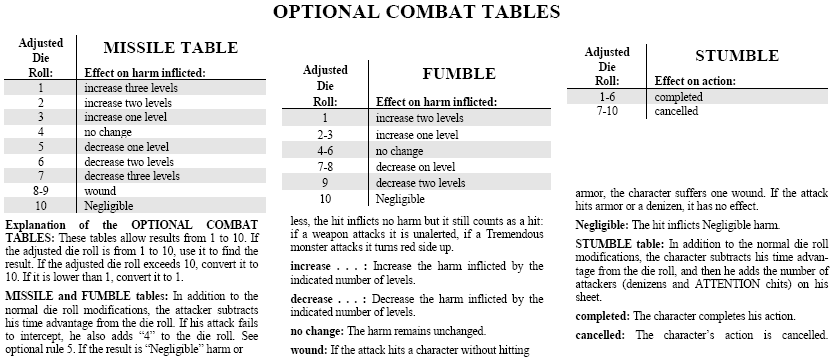 OPTIONAL COMBAT TABLES
MISSILE TABLE
Adjusted
Die
Roll: Effect on harm inflicted:
1 increase three levels
2 increase two levels
3 increase one level
4 no change
5 decrease one level
6 decrease two levels
7 decrease three levels
8-9 wound
10 Negligible
Explanation of the OPTIONAL COMBAT
TABLES: These tables allow results from 1 to 10. If
the adjusted die roll is from 1 to 10, use it to find the
result. If the adjusted die roll exceeds 10, convert it to
10. If it is lower than 1, convert it to 1.
MISSILE and FUMBLE tables: In addition to the
normal die roll modifications, the attacker subtracts
his time advantage from the die roll. If his attack fails
to intercept, he also adds “4” to the die roll. See
optional rule 5. If the result is “Negligible” harm or
FUMBLE
Adjusted
Die
Roll: Effect on harm inflicted:
1 increase two levels
2-3 increase one level
4-6 no change
7-8 decrease on level
9 decrease two levels
10 Negligible
less, the hit inflicts no harm but it still counts as a hit:
if a weapon attacks it is unalerted, if a Tremendous
monster attacks it turns red side up.
increase . . . : Increase the harm inflicted by the
indicated number of levels.
decrease . . . : Decrease the harm inflicted by the
indicated number of levels.
no change: The harm remains unchanged.
wound: If the attack hits a character without hitting
STUMBLE
Adjusted
Die
Roll: Effect on action:
1-6 completed
7-10 cancelled
armor, the character suffers one wound. If the attack
hits armor or a denizen, it has no effect.
Negligible: The hit inflicts Negligible harm.
STUMBLE table: In addition to the normal die roll
modifications, the character subtracts his time advan-
tage from the die roll, and then he adds the number of
attackers (denizens and ATTENTION chits) on his
sheet.
completed: The character completes his action.
cancelled: The character’s action is cancelled.